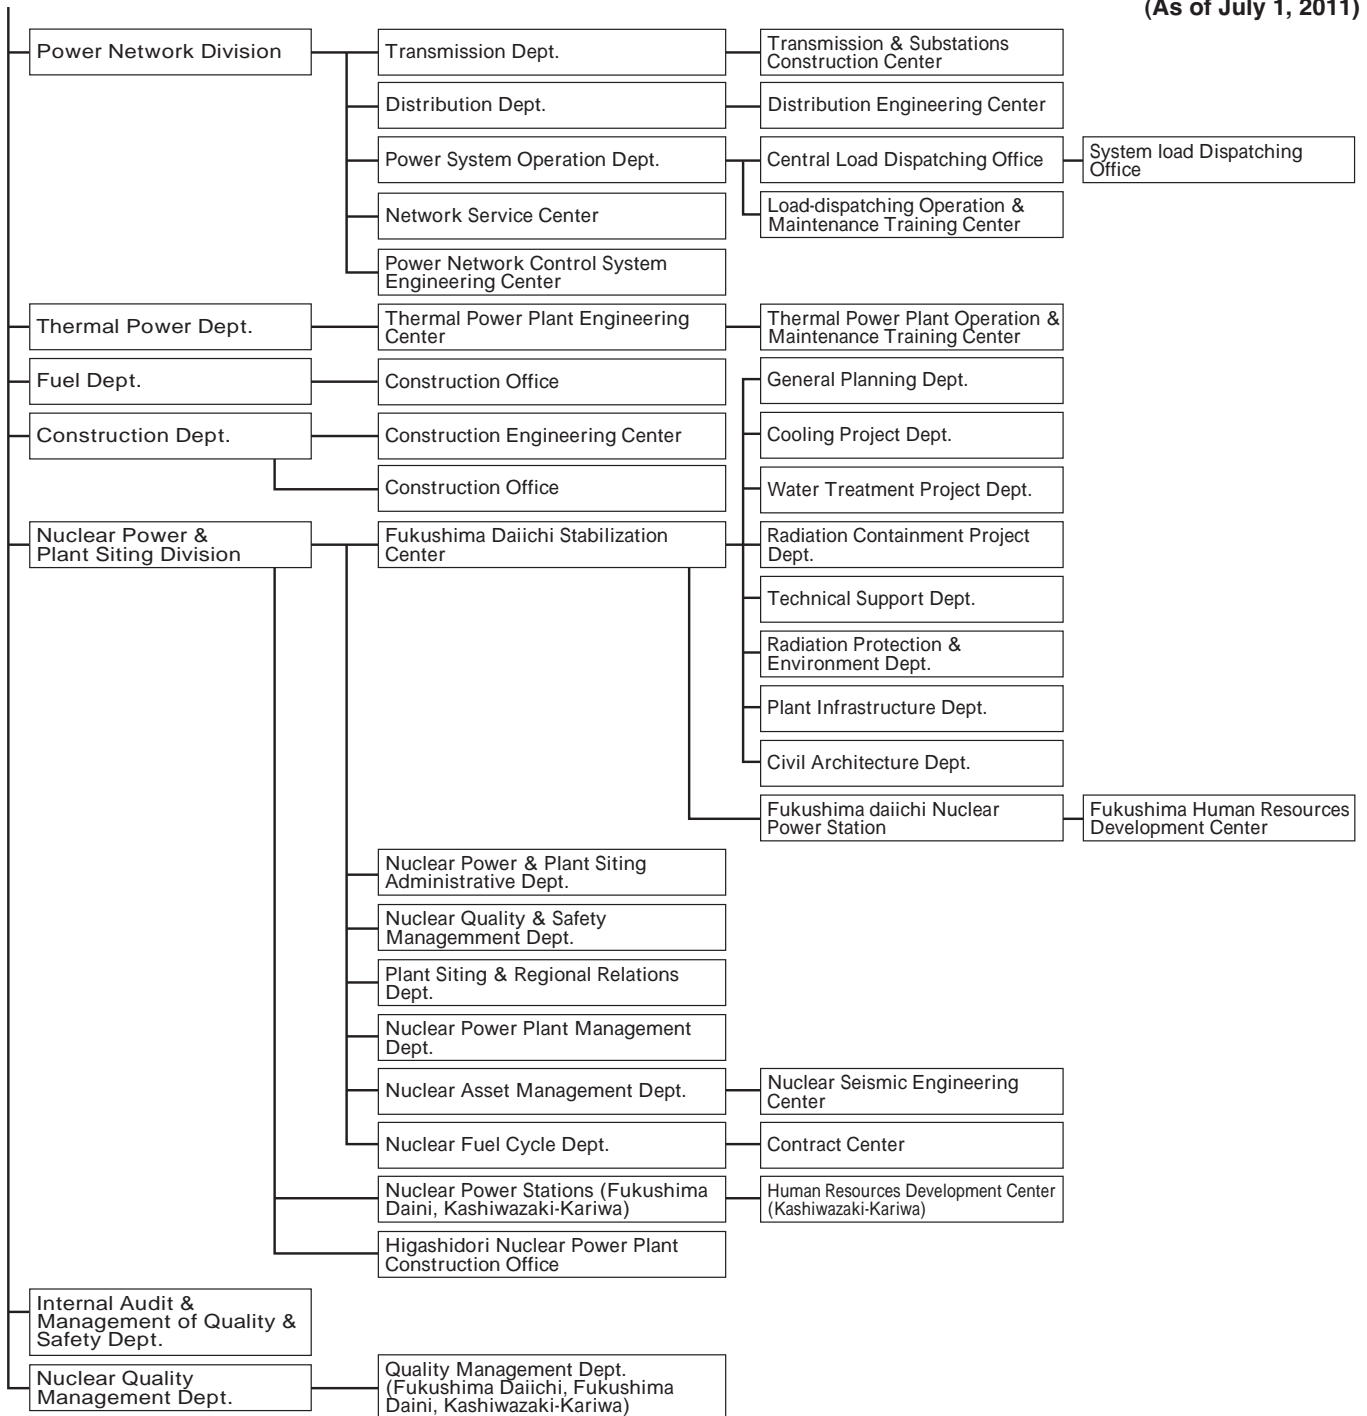 (As of July 1, 2011)
Power Network Division
Transmission Dept.
Transmission & Substations
Construction Center
Distribution Dept.
Distribution Engineering Center
Power System Operation Dept.
Central Load Dispatching Office
System load Dispatching
Office
Network Service Center
Load-dispatching Operation &
Maintenance Training Center
Power Network Control System
Engineering Center
Thermal Power Dept.
Thermal Power Plant Engineering
Center
Thermal Power Plant Operation &
Maintenance Training Center
Fuel Dept.
Construction Office
General Planning Dept.
Construction Dept.
Construction Engineering Center
Cooling Project Dept.
Construction Office
Water Treatment Project Dept.
Nuclear Power &
Plant Siting Division
Fukushima Daiichi Stabilization
Center
Radiation Containment Project
Dept.
Technical Support Dept.
Radiation Protection &
Environment Dept.
Plant Infrastructure Dept.
Civil Architecture Dept.
Fukushima daiichi Nuclear
Power Station
Fukushima Human Resources
Development Center
Nuclear Power & Plant Siting
Administrative Dept.
Nuclear Quality & Safety
Managemment Dept.
Plant Siting & Regional Relations
Dept.
Nuclear Power Plant Management
Dept.
Nuclear Asset Management Dept.
Nuclear Seismic Engineering
Center
Nuclear Fuel Cycle Dept.
Contract Center
Nuclear Power Stations (Fukushima
Daini, Kashiwazaki-Kariwa)
Human Resources Development Center
(Kashiwazaki-Kariwa)
Higashidori Nuclear Power Plant
Construction Office
Internal Audit &
Management of Quality &
Safety Dept.
Nuclear Quality
Management Dept.
Quality Management Dept.
(Fukushima Daiichi, Fukushima
Daini, Kashiwazaki-Kariwa)